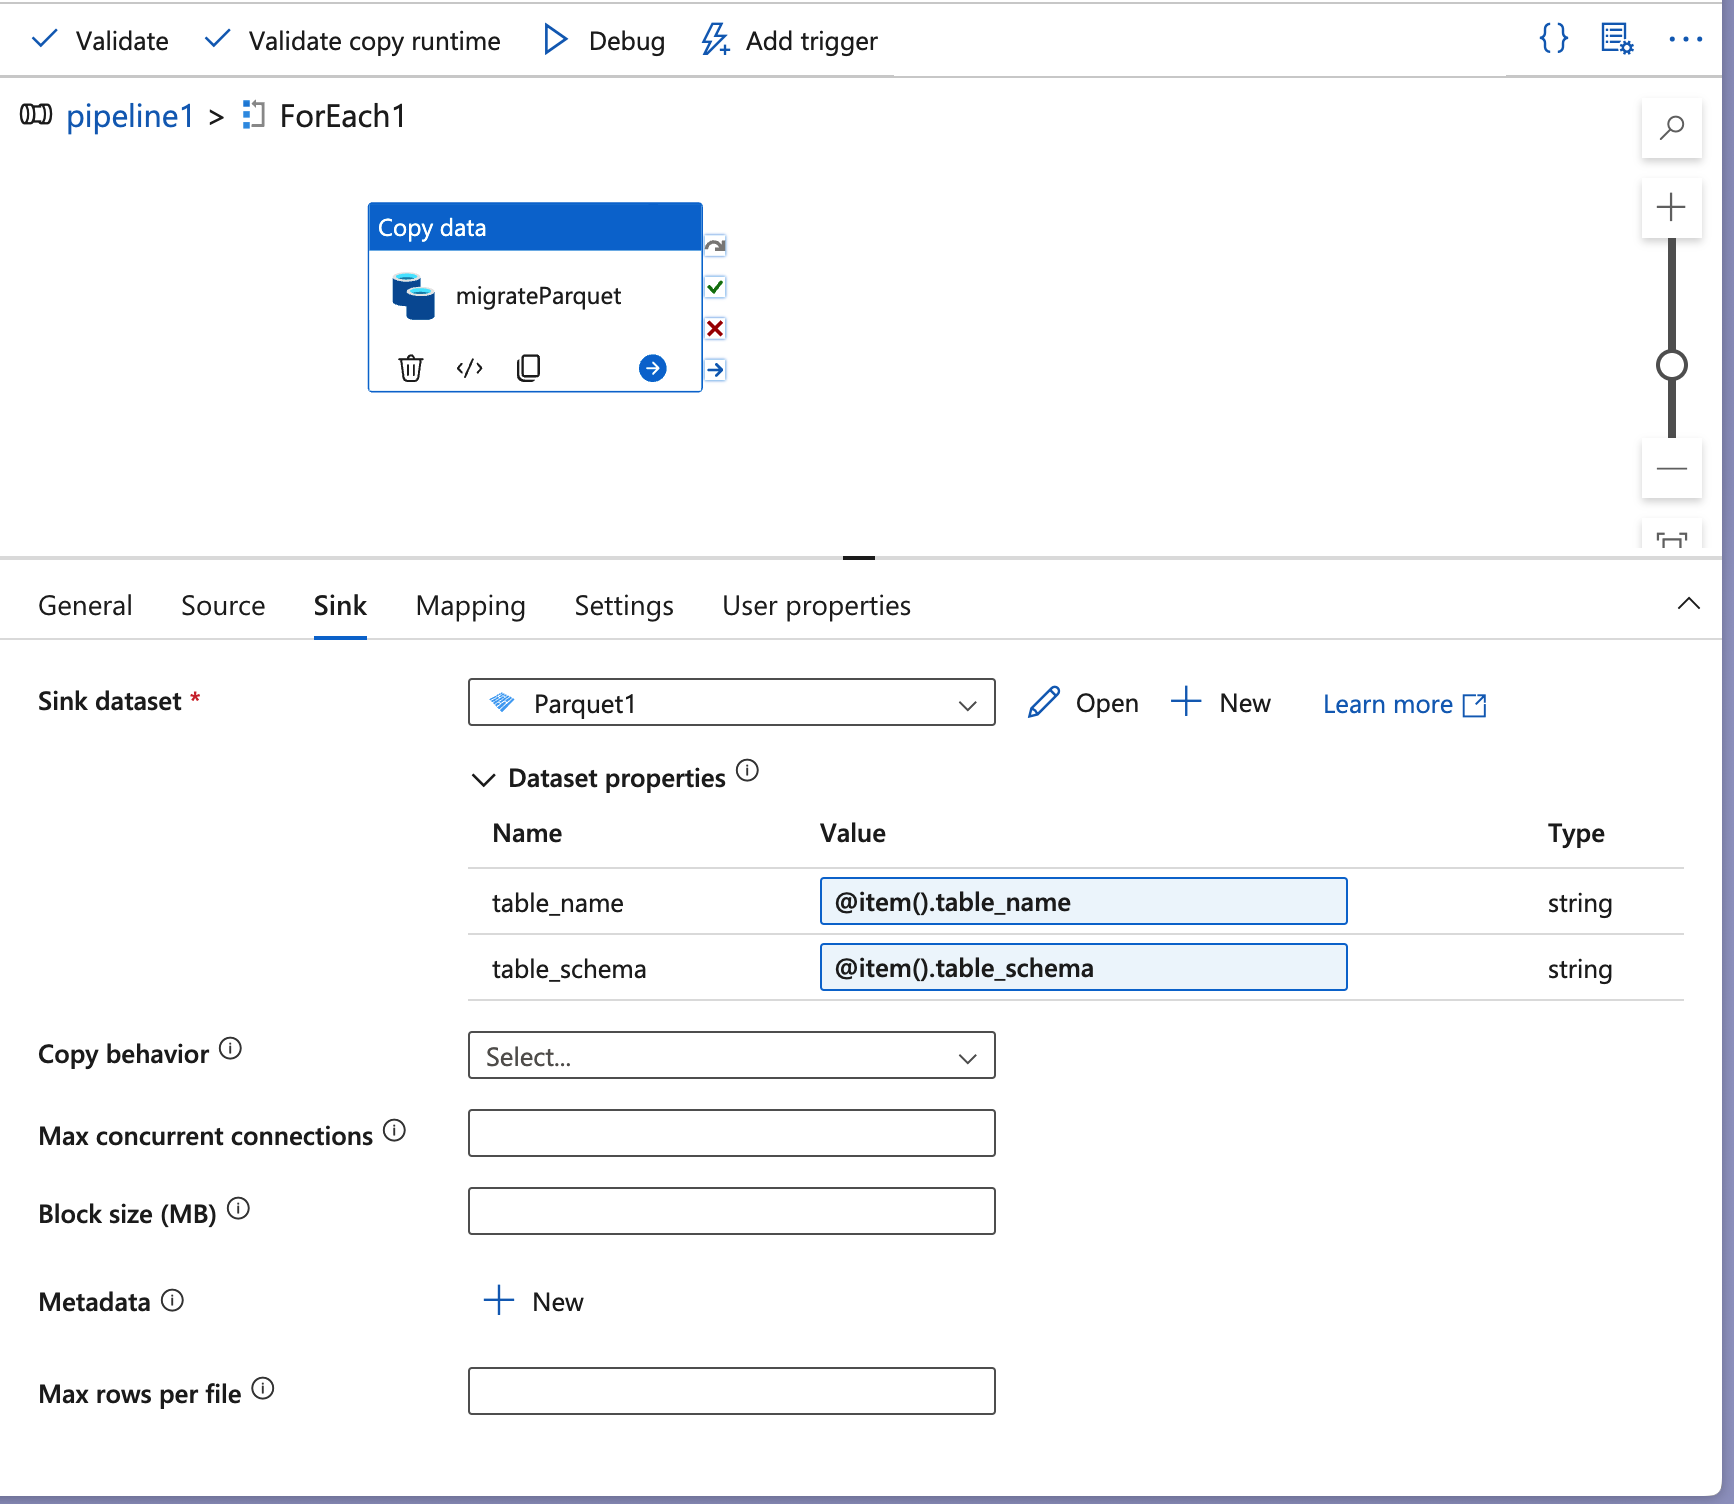 Validate Validate copy runtime Debug Add trigger
pipeline1 > ForEach1
Copy data
migrateParquet
General Source Sink Mapping Settings User properties
Sink dataset * Parquet1 Open New Learn more
Dataset properties
Name Value Type
table_name @item().table_name string
table_schema @item().table_schema string
Copy behavior Select...
Max concurrent connections
Block size (MB)
Metadata New
Max rows per file